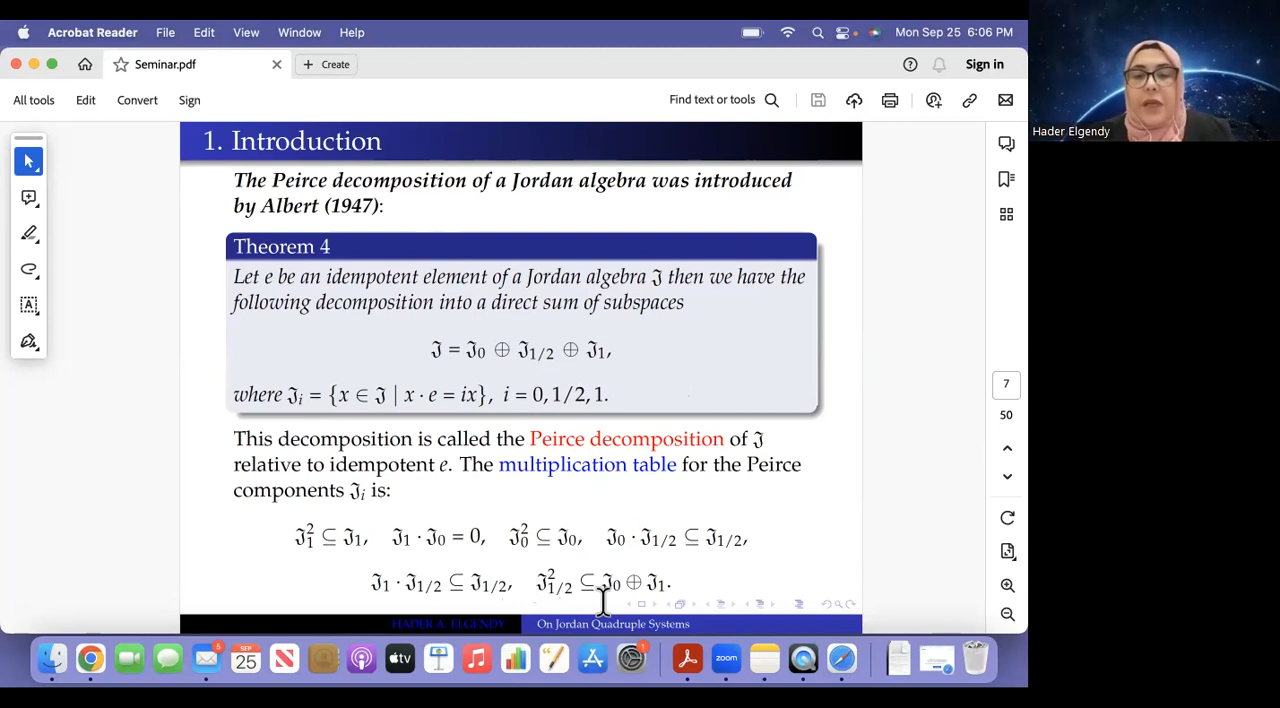 Acrobat Reader File Edit View Window Help Mon Sep 25 6:06 PM
Seminar.pdf + Create Sign in
All tools Edit Convert Sign Find text or tools
Hader Elgendy
1. Introduction
The Peirce decomposition of a Jordan algebra was introduced
by Albert (1947):
Theorem 4
Let e be an idempotent element of a Jordan algebra 𝔍 then we have the
following decomposition into a direct sum of subspaces
𝔍 = 𝔍₀ ⊕ 𝔍₁/₂ ⊕ 𝔍₁,
where 𝔍ᵢ = {x ∈ 𝔍 | x · e = ix}, i = 0, 1/2, 1.
This decomposition is called the Peirce decomposition of 𝔍
relative to idempotent e. The multiplication table for the Peirce
components 𝔍ᵢ is:
𝔍₁² ⊆ 𝔍₁, 𝔍₁ · 𝔍₀ = 0, 𝔍₀² ⊆ 𝔍₀, 𝔍₀ · 𝔍₁/₂ ⊆ 𝔍₁/₂,
𝔍₁ · 𝔍₁/₂ ⊆ 𝔍₁/₂, 𝔍₁/₂² ⊆ 𝔍₀ ⊕ 𝔍₁.
HADER A. ELGENDY On Jordan Quadruple Systems
7
50
5 SEP 25 tv zoom 1